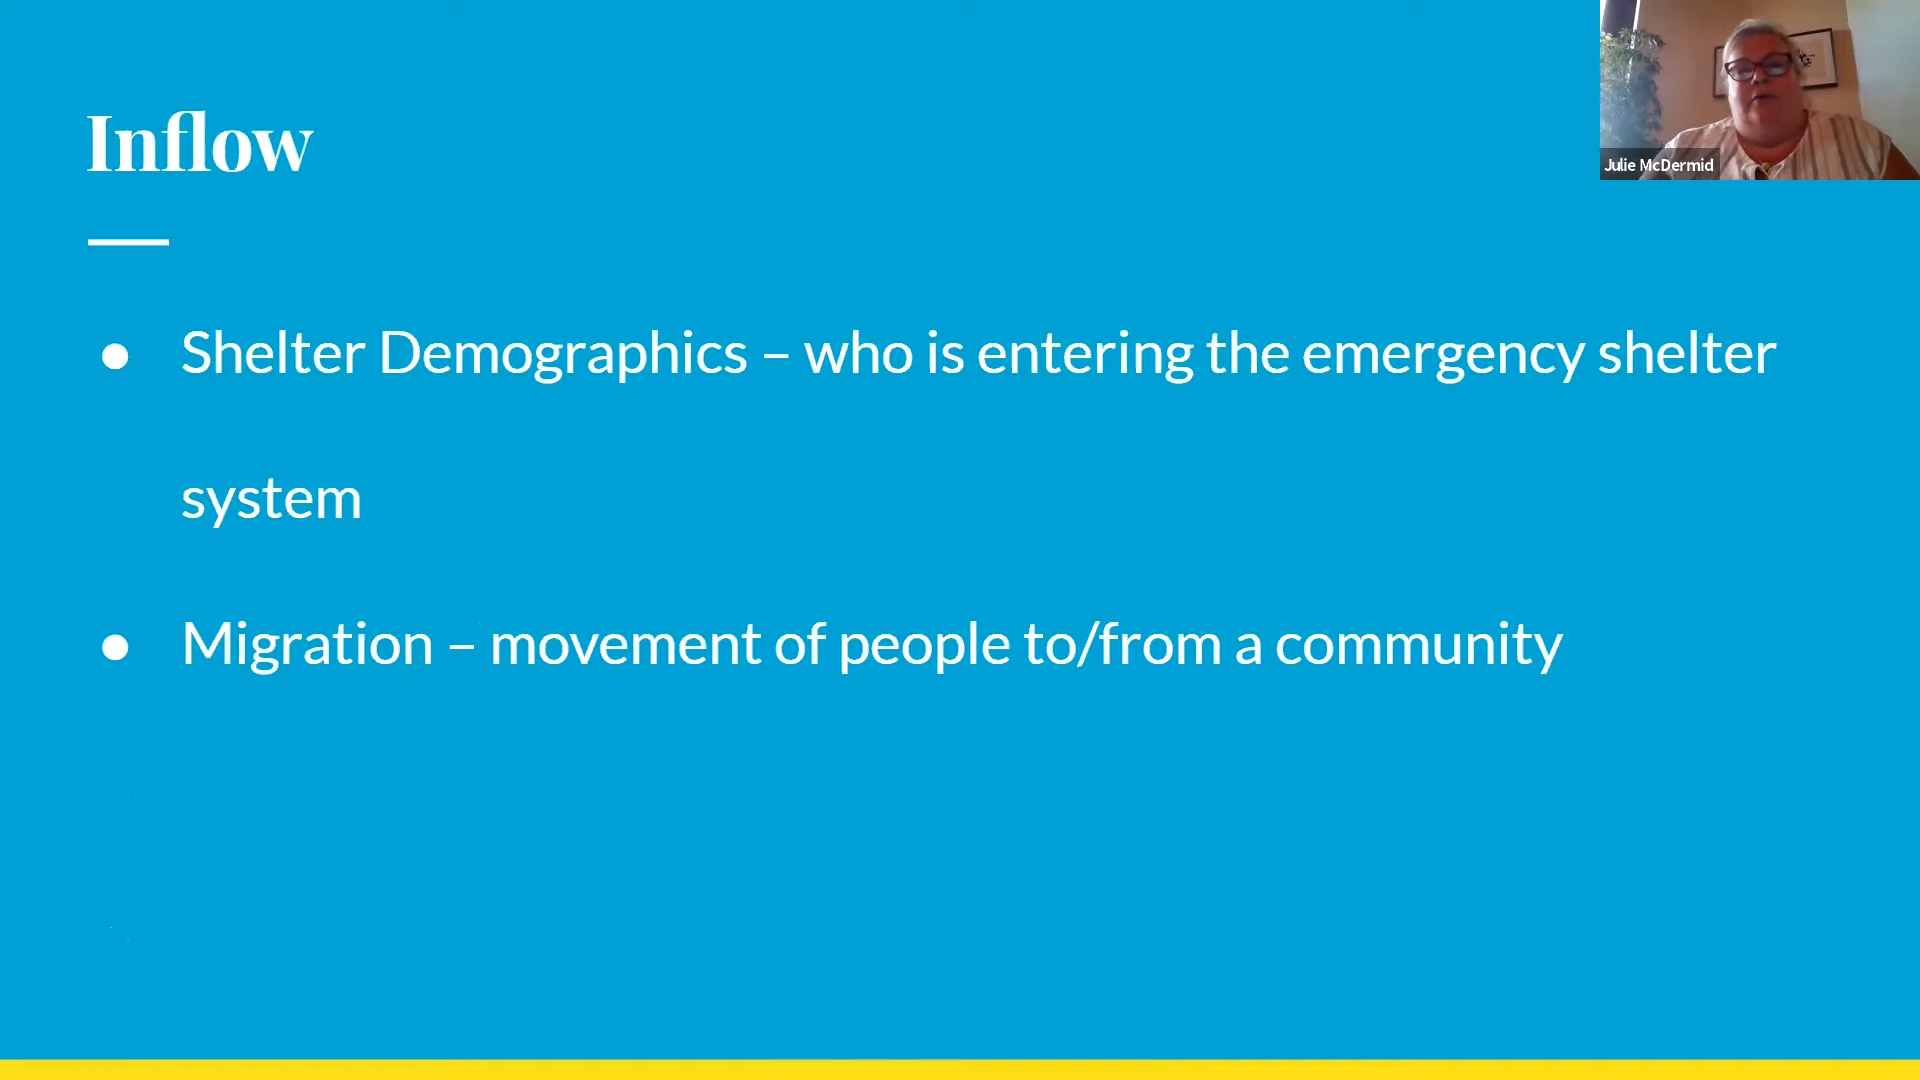 Inflow
Julie McDermid
● Shelter Demographics – who is entering the emergency shelter
system
● Migration – movement of people to/from a community